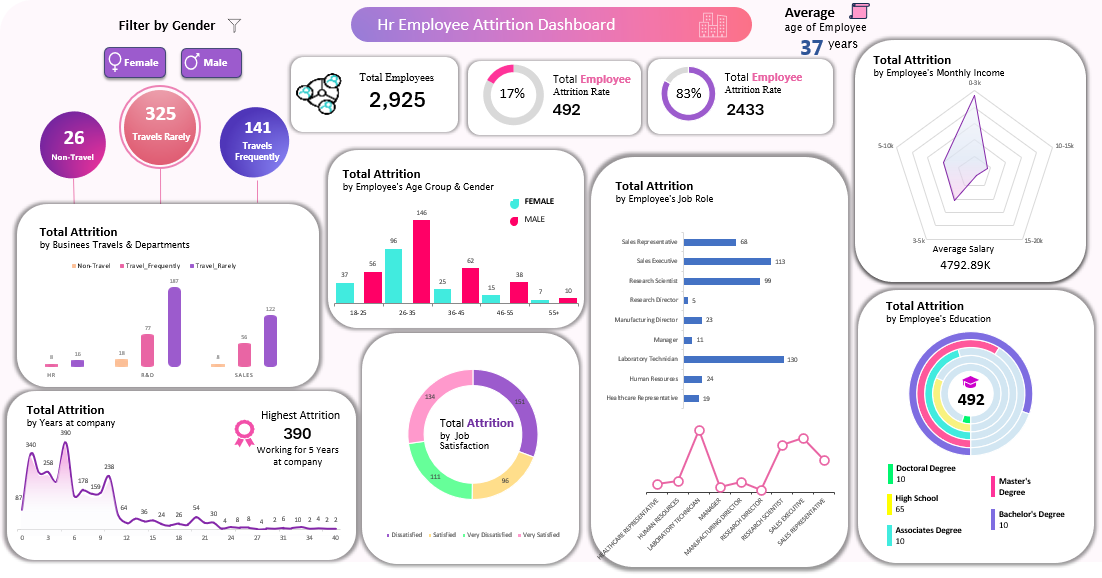 Filter by Gender
Female
Male
Hr Employee Attirtion Dashboard
Average
age of Employee
37 years
26
Non-Travel
325
Travels Rarely
141
Travels
Frequently
Total Employees
2,925
17%
Total Employee
Attrition Rate
492
83%
Total Employee
Attrition Rate
2433
Total Attrition
by Employee's Monthly Income
0-3k
10-15k
15-20k
3-5k
5-10k
Average Salary
4792.89K
Total Attrition
by Businees Travels & Departments
Non-Travel Travel_Frequently Travel_Rarely
8 16 18 77 187 8 56 122
HR R&D SALES
Total Attrition
by Employee's Age Group & Gender
FEMALE
MALE
37 56 96 146 25 62 15 38 7 10
18-25 26-35 36-45 46-55 55+
Total Attrition
by Employee's Job Role
Sales Representative 68
Sales Executive 113
Research Scientist 99
Research Director 5
Manufacturing Director 23
Manager 11
Laboratory Technician 130
Human Resources 24
Healthcare Representative 19
HEALTHCARE REPRESENTATIVE
HUMAN RESOURCES
LABORATORY TECHNICIAN
MANAGER
MANUFACTURING DIRECTOR
RESEARCH DIRECTOR
RESEARCH SCIENTIST
SALES EXECUTIVE
SALES REPRESENTATIVE
Total Attrition
by Employee's Education
492
Doctoral Degree
10
High School
65
Associates Degree
10
Master's
Degree
Bachelor's Degree
10
Total Attrition
by Years at company
87 340 258 390 178 159 238 64 36 24 26 54 30 4 8 8 4 2 6 10 2 4 2 2
0 3 6 9 12 15 18 21 24 27 31 34 40
Highest Attrition
390
Working for 5 Years
at company
Total Attrition
by Job
Satisfaction
151
96
111
134
Dissatisfied Satisfied Very Dissatisfied Very Satisfied